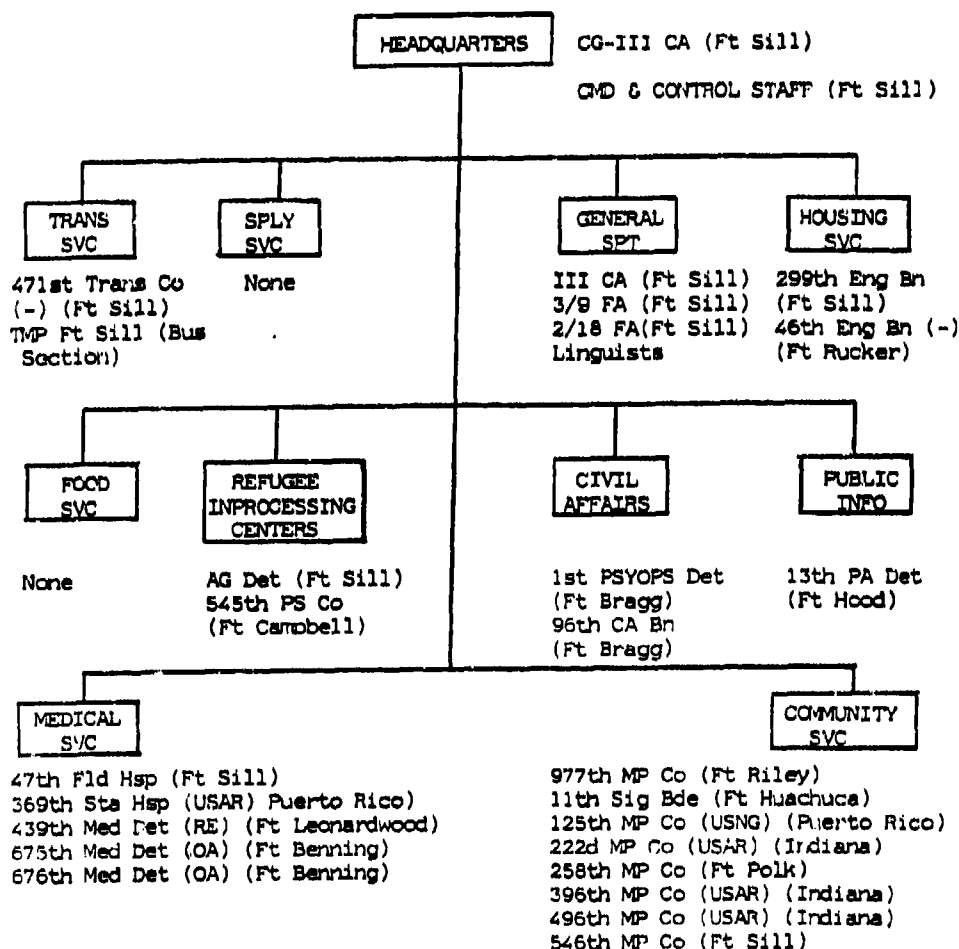 HEADQUARTERS
CG-III CA (Ft Sill)
CMD & CONTROL STAFF (Ft Sill)
TRANS
SVC
471st Trans Co
(-) (Ft Sill)
TMP Ft Sill (Bus
Section)
SPLY
SVC
None
GENERAL
SPT
III CA (Ft Sill)
3/9 FA (Ft Sill)
2/18 FA(Ft Sill)
Linguists
HOUSING
SVC
299th Eng Bn
(Ft Sill)
46th Eng Bn (-)
(Ft Rucker)
FOOD
SVC
None
REFUGEE
INPROCESSING
CENTERS
AG Det (Ft Sill)
545th PS Co
(Ft Campbell)
CIVIL
AFFAIRS
1st PSYOPS Det
(Ft Bragg)
96th CA Bn
(Ft Bragg)
PUBLIC
INFO
13th PA Det
(Ft Hood)
MEDICAL
SVC
47th Fld Hsp (Ft Sill)
369th Sta Hsp (USAR) Puerto Rico)
439th Med Det (RE) (Ft Leonardwood)
675th Med Det (OA) (Ft Benning)
676th Med Det (OA) (Ft Benning)
COMMUNITY
SVC
977th MP Co (Ft Riley)
11th Sig Bde (Ft Huachuca)
125th MP Co (USNG) (Puerto Rico)
222d MP Co (USAR) (Indiana)
258th MP Co (Ft Polk)
396th MP Co (USAR) (Indiana)
496th MP Co (USAR) (Indiana)
546th MP Co (Ft Sill)